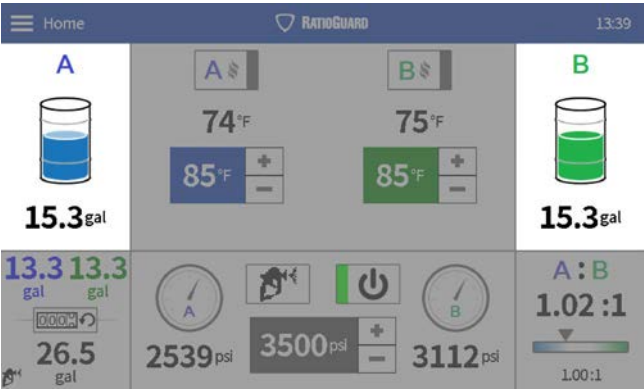 Home RATIOGUARD 13:39
A A B B
74°F 75°F
85°F + 85°F +
− −
15.3gal 15.3gal
13.3 13.3 A:B
gal gal A B 1.02 :1
3500psi +
26.5 2539psi − 3112psi
gal 1.00:1